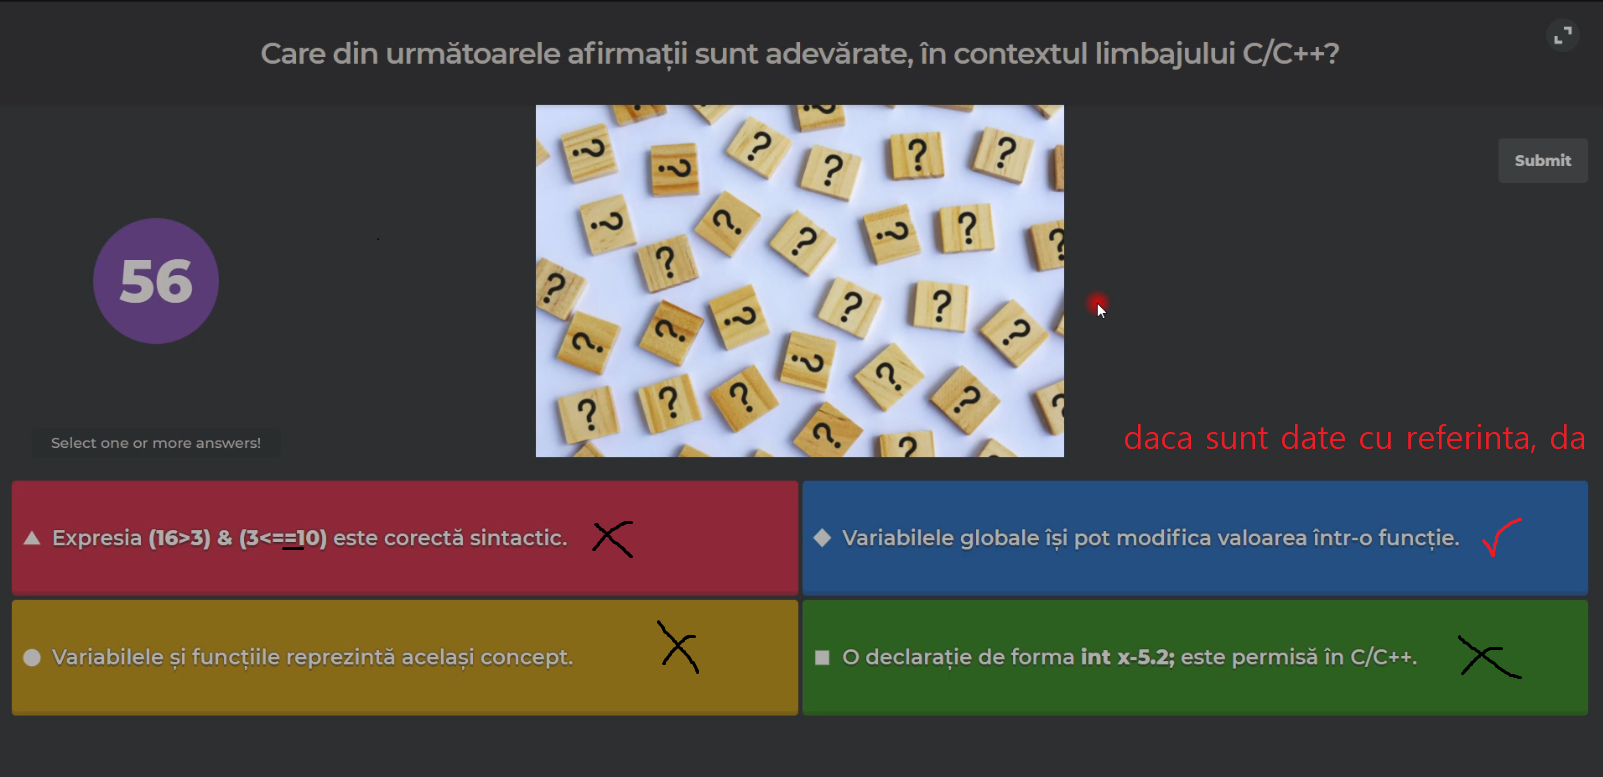 Care din următoarele afirmații sunt adevărate, în contextul limbajului C/C++?
Submit
56
Select one or more answers!
daca sunt date cu referinta, da
Expresia (16>3) & (3<==10) este corectă sintactic.
Variabilele globale își pot modifica valoarea într-o funcție.
Variabilele și funcțiile reprezintă același concept.
O declarație de forma int x-5.2; este permisă în C/C++.